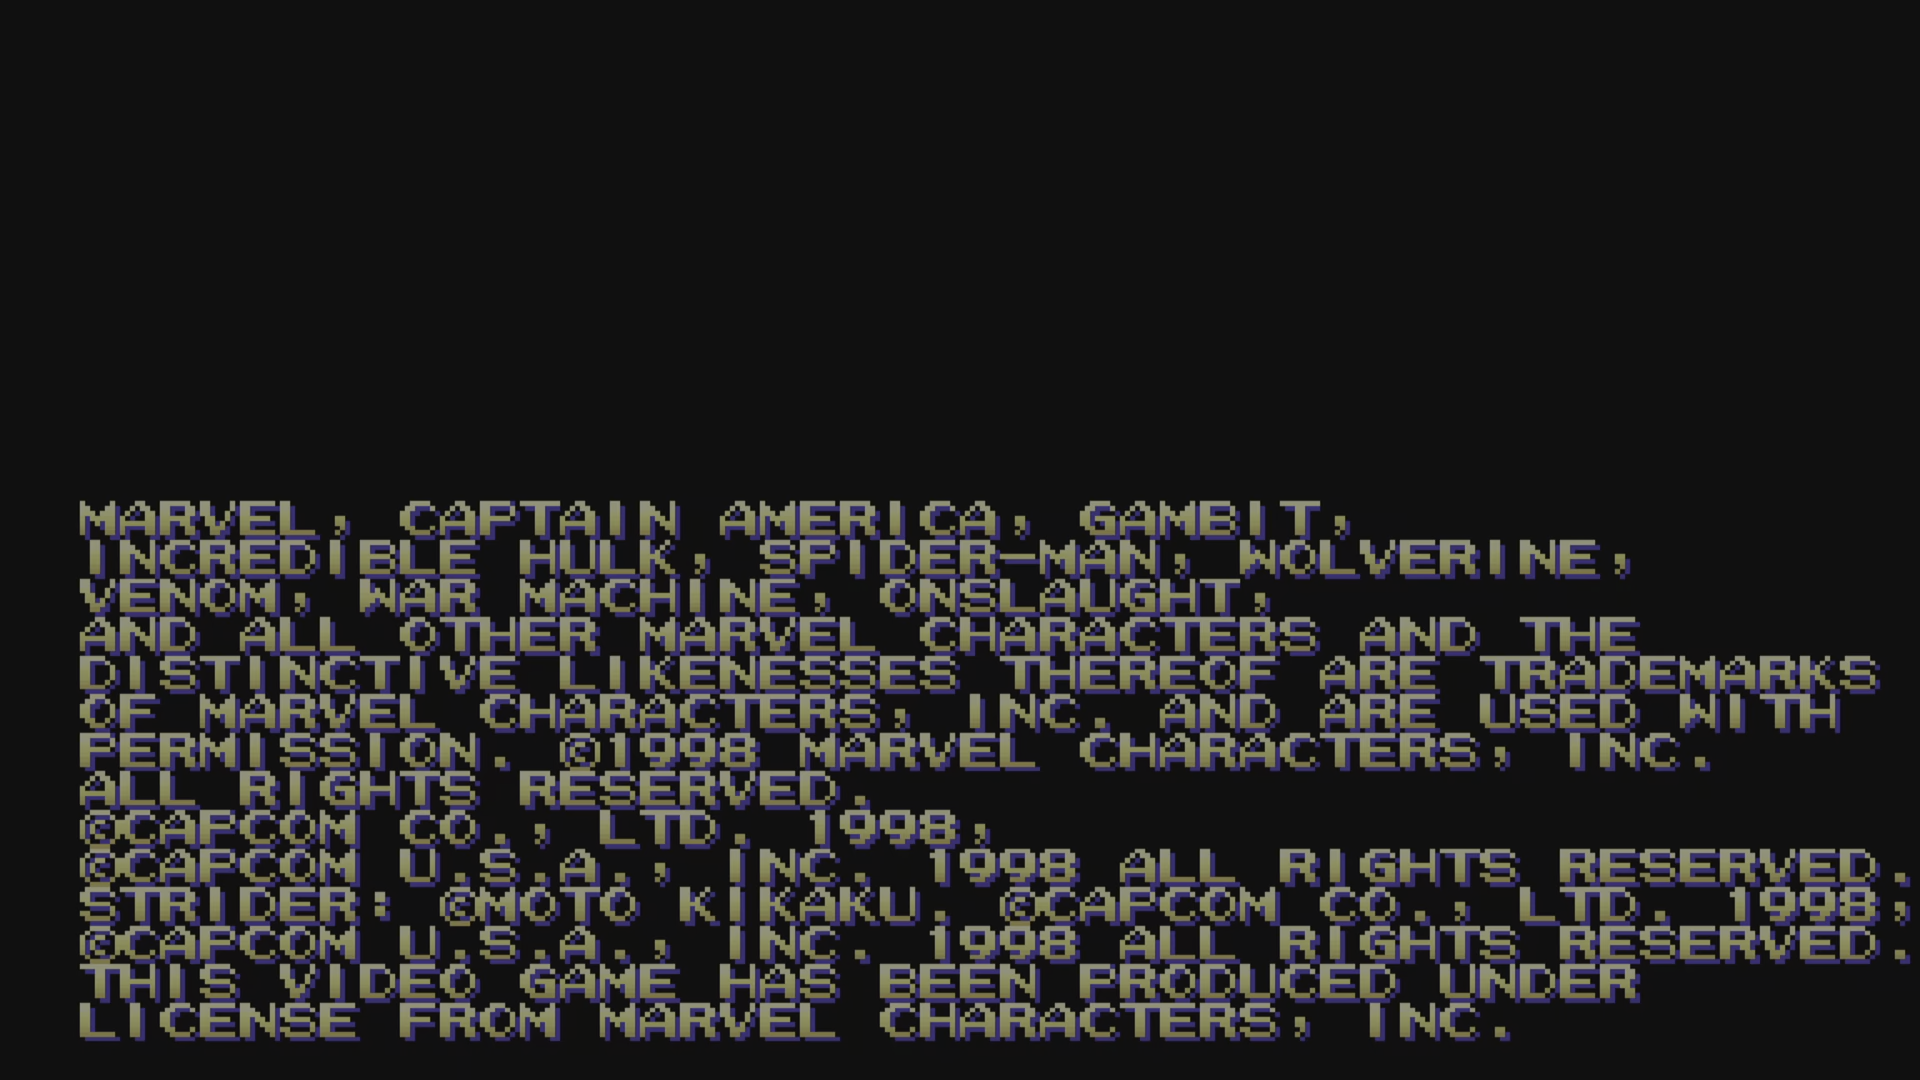 MARVEL, CAPTAIN AMERICA, GAMBIT,
INCREDIBLE HULK, SPIDER-MAN, WOLVERINE,
VENOM, WAR MACHINE, ONSLAUGHT,
AND ALL OTHER MARVEL CHARACTERS AND THE
DISTINCTIVE LIKENESSES THEREOF ARE TRADEMARKS
OF MARVEL CHARACTERS, INC. AND ARE USED WITH
PERMISSION. ©1998 MARVEL CHARACTERS, INC.
ALL RIGHTS RESERVED.
©CAPCOM CO., LTD. 1998,
©CAPCOM U.S.A., INC. 1998 ALL RIGHTS RESERVED.
STRIDER: ©MOTO KIKAKU. ©CAPCOM CO., LTD. 1998,
©CAPCOM U.S.A., INC. 1998 ALL RIGHTS RESERVED.
THIS VIDEO GAME HAS BEEN PRODUCED UNDER
LICENSE FROM MARVEL CHARACTERS, INC.